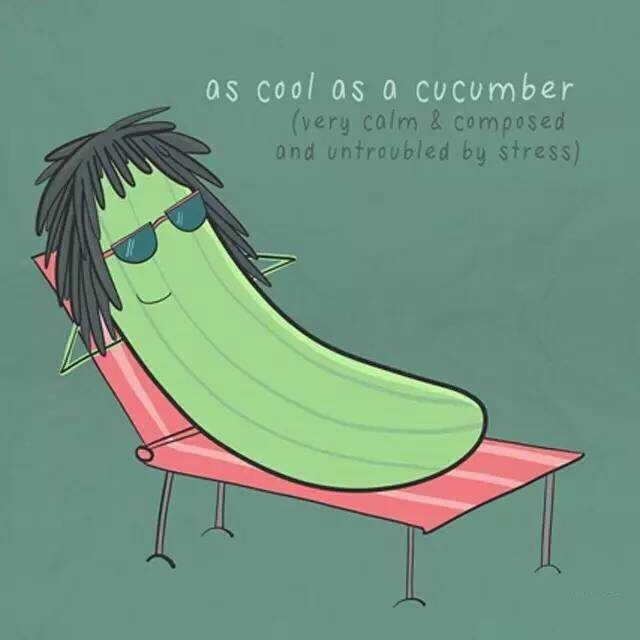 as cool as a cucumber
(very calm & composed
and untroubled by stress)